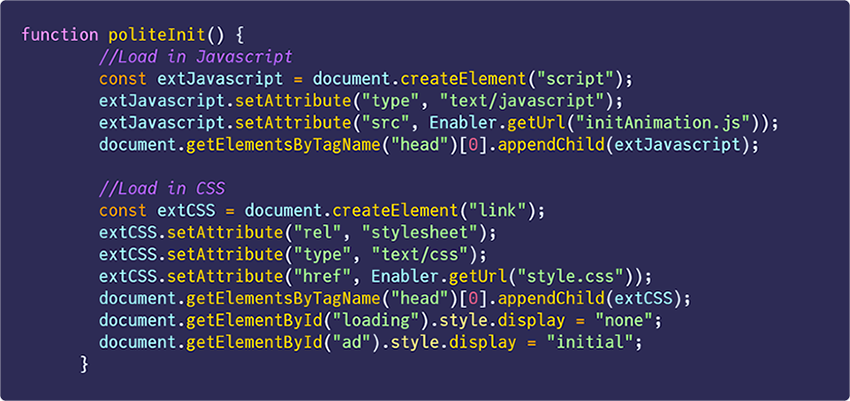 function politeInit() {
        //Load in Javascript
        const extJavascript = document.createElement("script");
        extJavascript.setAttribute("type", "text/javascript");
        extJavascript.setAttribute("src", Enabler.getUrl("initAnimation.js"));
        document.getElementsByTagName("head")[0].appendChild(extJavascript);

        //Load in CSS
        const extCSS = document.createElement("link");
        extCSS.setAttribute("rel", "stylesheet");
        extCSS.setAttribute("type", "text/css");
        extCSS.setAttribute("href", Enabler.getUrl("style.css"));
        document.getElementsByTagName("head")[0].appendChild(extCSS);
        document.getElementById("loading").style.display = "none";
        document.getElementById("ad").style.display = "initial";
      }